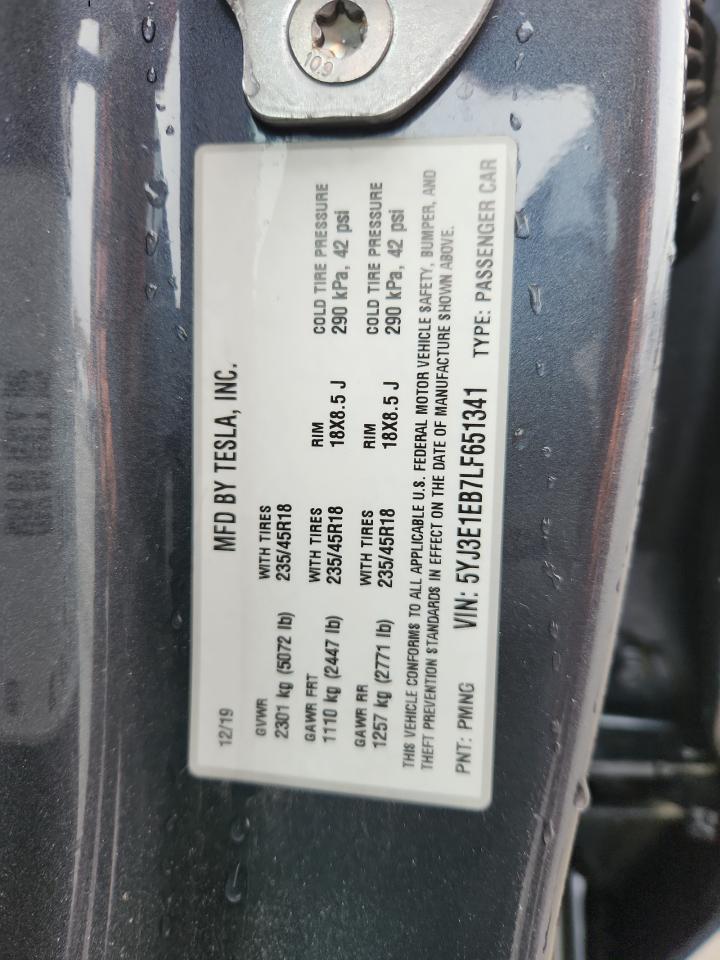 10.9
12/19 MFD BY TESLA, INC.
GVWR WITH TIRES
2301 kg (5072 lb) 235/45R18
GAWR FRT WITH TIRES RIM COLD TIRE PRESSURE
1110 kg (2447 lb) 235/45R18 18X8.5 J 290 kPa, 42 psi
GAWR RR WITH TIRES RIM COLD TIRE PRESSURE
1257 kg (2771 lb) 235/45R18 18X8.5 J 290 kPa, 42 psi
THIS VEHICLE CONFORMS TO ALL APPLICABLE U.S. FEDERAL MOTOR VEHICLE SAFETY, BUMPER, AND
THEFT PREVENTION STANDARDS IN EFFECT ON THE DATE OF MANUFACTURE SHOWN ABOVE.
PNT: PMNG VIN: 5YJ3E1EB7LF651341 TYPE: PASSENGER CAR